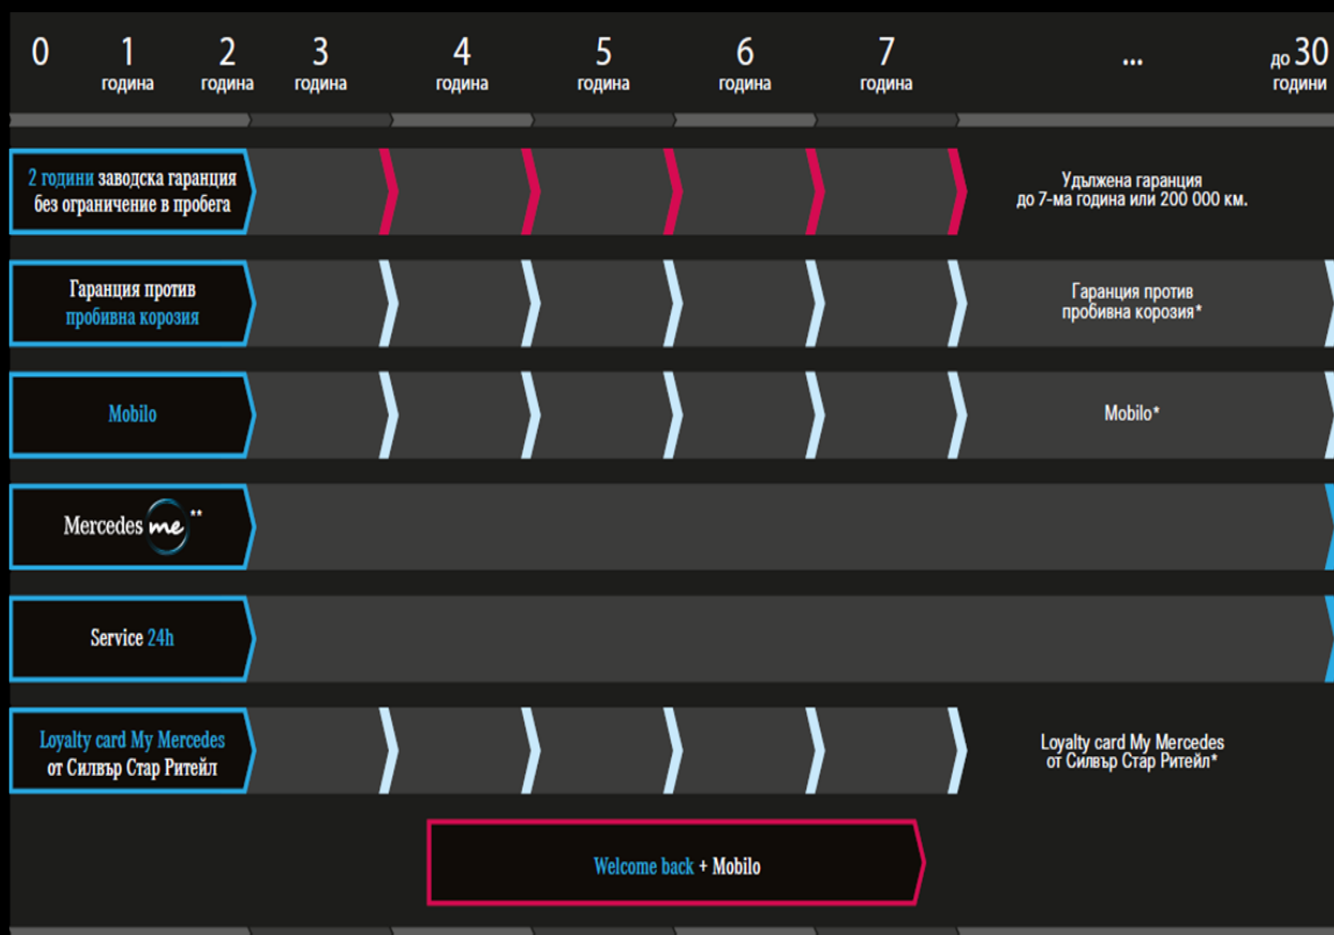 0 1 2 3 4 5 6 7 ... до 30
година година година година година година година години
2 години заводска гаранция
без ограничение в пробега
Удължена гаранция
до 7-ма година или 200 000 км.
Гаранция против
пробивна корозия
Гаранция против
пробивна корозия*
Mobilo
Mobilo*
Mercedes me **
Service 24h
Loyalty card My Mercedes
от Силвър Стар Ритейл
Loyalty card My Mercedes
от Силвър Стар Ритейл*
Welcome back + Mobilo